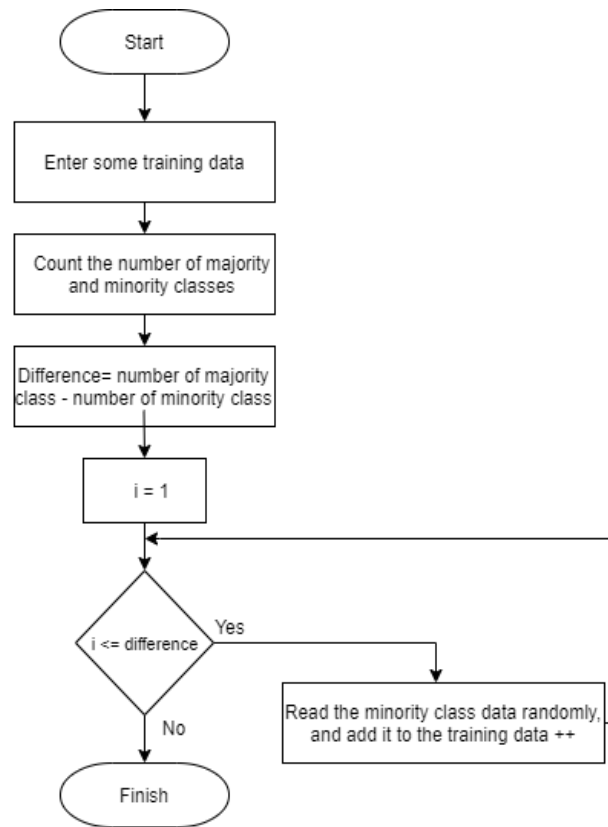 Start
Enter some training data
Count the number of majority
and minority classes
Difference= number of majority
class - number of minority class
i = 1
i <= difference
Yes
Read the minority class data randomly,
and add it to the training data ++
No
Finish